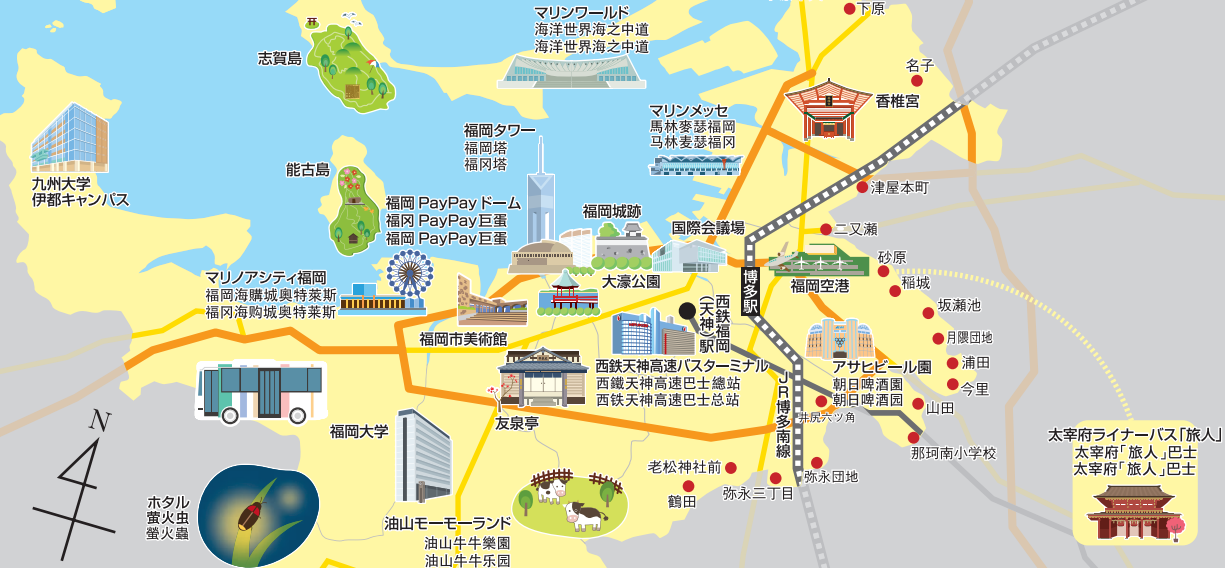 下原
マリンワールド
海洋世界海之中道
海洋世界海之中道
志賀島
名子
香椎宮
マリンメッセ
馬林麥瑟福岡
马林麦瑟福冈
福岡タワー
福岡塔
福冈塔
九州大学
伊都キャンパス
能古島
福岡 PayPayドーム
福冈 PayPay巨蛋
福岡 PayPay巨蛋
津屋本町
福岡城跡
国際会議場
二又瀬
砂原
マリノアシティ福岡
福岡海購城奥特莱斯
福冈海购城奥特莱斯
大濠公園
博多駅
福岡空港
稲城
西鉄福岡
(天神)駅
坂瀬池
福岡市美術館
月隈団地
西鉄天神高速バスターミナル
西鐵天神高速巴士總站
西铁天神高速巴士总站
アサヒビール園
朝日啤酒園
朝日啤酒园
浦田
今里
JR博多南線
山田
井尻六ツ角
友泉亭
福岡大学
N
那珂南小学校
太宰府ライナーバス「旅人」
太宰府「旅人」巴士
太宰府「旅人」巴士
老松神社前
弥永団地
弥永三丁目
鶴田
ホタル
萤火虫
螢火蟲
油山モーモーランド
油山牛牛樂園
油山牛牛乐园